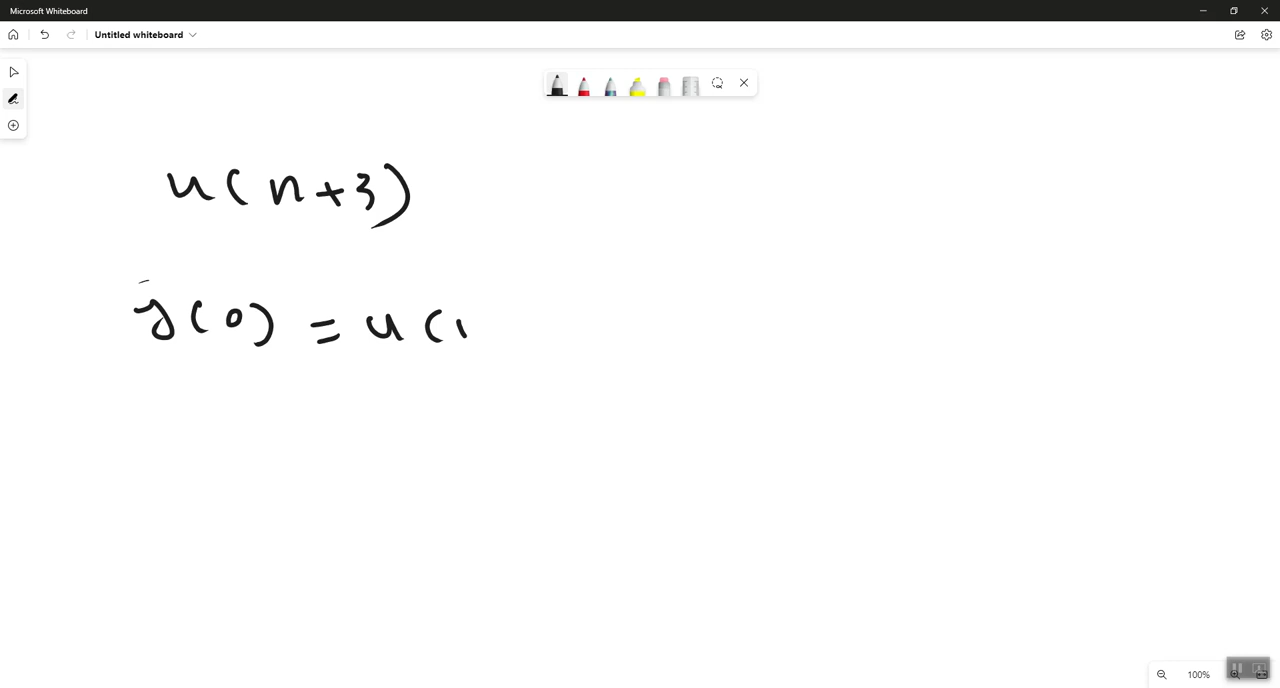 Microsoft Whiteboard
Untitled whiteboard
u(n+3)
y(0) = u(
100%